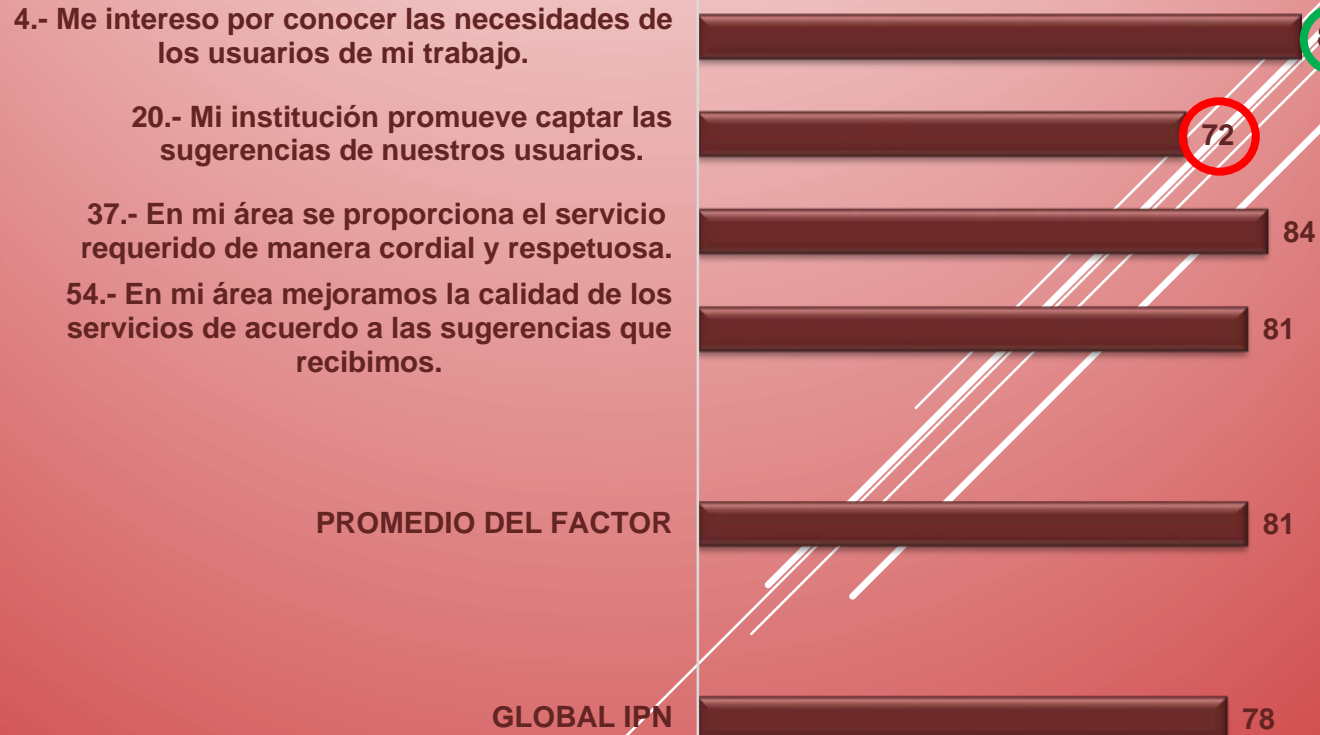 4.- Me intereso por conocer las necesidades de
los usuarios de mi trabajo.
20.- Mi institución promueve captar las
sugerencias de nuestros usuarios.
72
37.- En mi área se proporciona el servicio
requerido de manera cordial y respetuosa.
84
54.- En mi área mejoramos la calidad de los
servicios de acuerdo a las sugerencias que
recibimos.
81
PROMEDIO DEL FACTOR
81
GLOBAL IPN
78